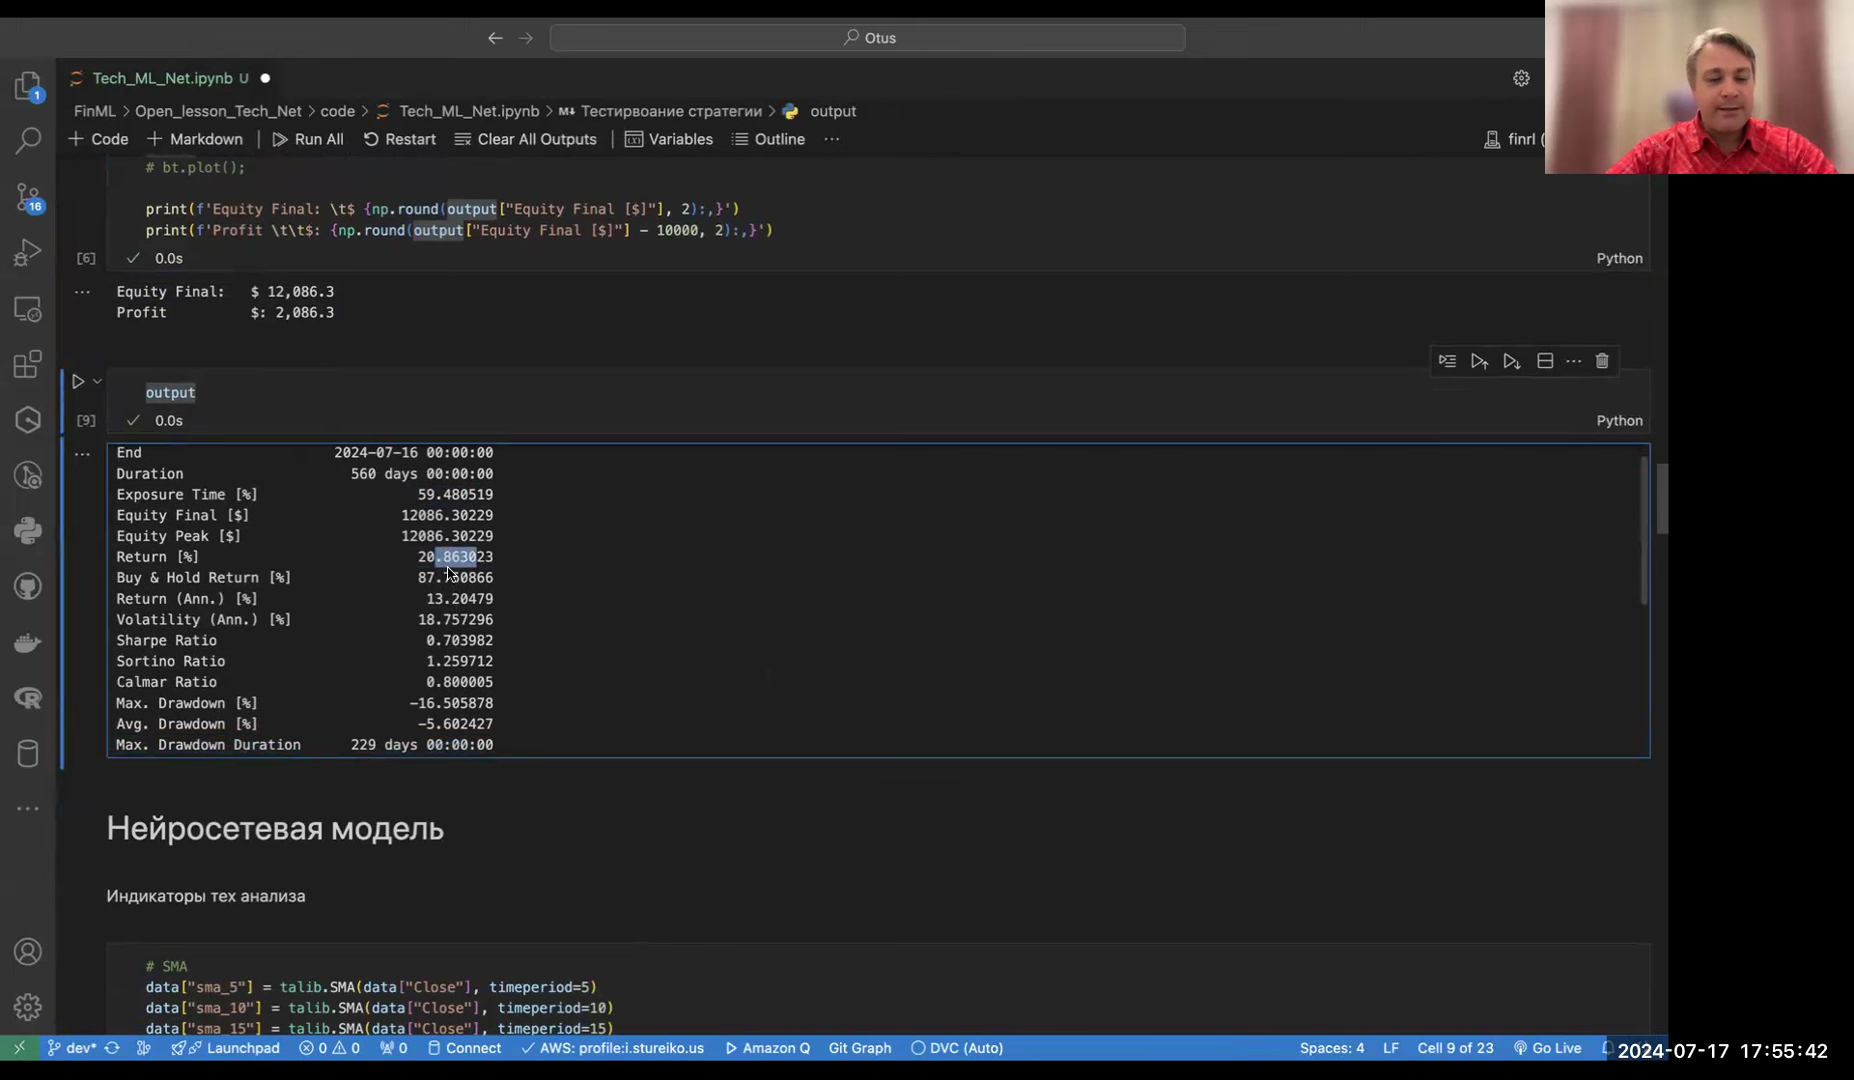 Otus
Tech_ML_Net.ipynb U
FinML > Open_lesson_Tech_Net > code > Tech_ML_Net.ipynb > M↓ Тестирвоание стратегии > output
+ Code + Markdown Run All Restart Clear All Outputs Variables Outline ...
finrl (
# bt.plot();
print(f'Equity Final: \t$ {np.round(output["Equity Final [$]"], 2):,}')
print(f'Profit \t\t$: {np.round(output["Equity Final [$]"] - 10000, 2):,}')
[6] 0.0s Python
Equity Final: $ 12,086.3
Profit $: 2,086.3
output
[9] 0.0s Python
End 2024-07-16 00:00:00
Duration 560 days 00:00:00
Exposure Time [%] 59.480519
Equity Final [$] 12086.30229
Equity Peak [$] 12086.30229
Return [%] 20.863023
Buy & Hold Return [%]
Return (Ann.) [%] 13.20479
Volatility (Ann.) [%] 18.757296
Sharpe Ratio 0.703982
Sortino Ratio 1.259712
Calmar Ratio 0.800005
Max. Drawdown [%] -16.505878
Avg. Drawdown [%] -5.602427
Max. Drawdown Duration 229 days 00:00:00
Нейросетевая модель
Индикаторы тех анализа
# SMA
data["sma_5"] = talib.SMA(data["Close"], timeperiod=5)
data["sma_10"] = talib.SMA(data["Close"], timeperiod=10)
data["sma_15"] = talib.SMA(data["Close"], timeperiod=15)
1
16
dev* Launchpad 0 0 0 Connect AWS: profile:i.stureiko.us Amazon Q Git Graph DVC (Auto) Spaces: 4 LF Cell 9 of 23 Go Live
2024-07-17 17:55:42